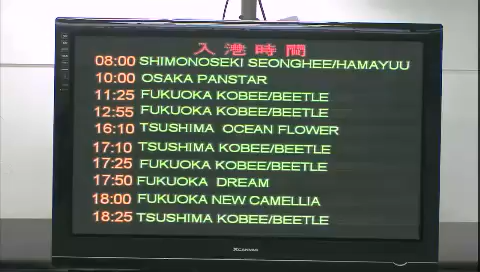 入港時間
08:00 SHIMONOSEKI SEONGHEE/HAMAYUU
10:00 OSAKA PANSTAR
11:25 FUKUOKA KOBEE/BEETLE
12:55 FUKUOKA KOBEE/BEETLE
16:10 TSUSHIMA OCEAN FLOWER
17:10 TSUSHIMA KOBEE/BEETLE
17:25 FUKUOKA KOBEE/BEETLE
17:50 FUKUOKA DREAM
18:00 FUKUOKA NEW CAMELLIA
18:25 TSUSHIMA KOBEE/BEETLE